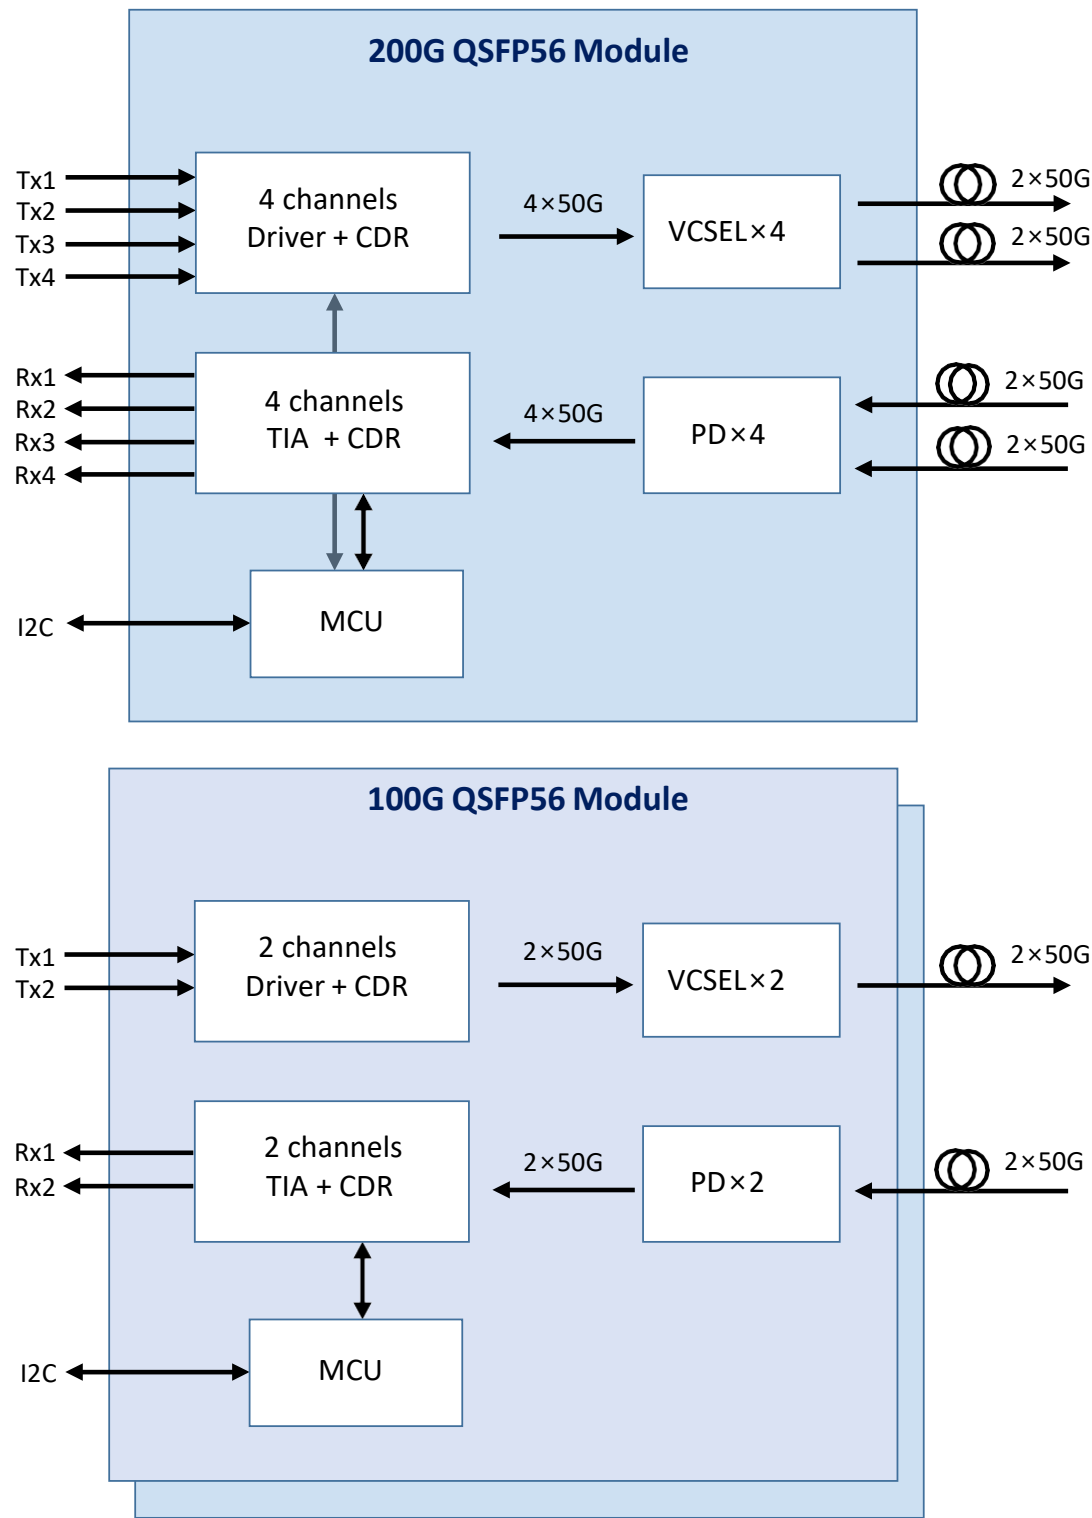 200G QSFP56 Module
Tx1
Tx2
Tx3
Tx4
4 channels
Driver + CDR
4×50G
VCSEL×4
2×50G
2×50G
Rx1
Rx2
Rx3
Rx4
4 channels
TIA + CDR
4×50G
PD×4
2×50G
2×50G
I2C
MCU
100G QSFP56 Module
Tx1
Tx2
2 channels
Driver + CDR
2×50G
VCSEL×2
2×50G
Rx1
Rx2
2 channels
TIA + CDR
2×50G
PD×2
2×50G
I2C
MCU